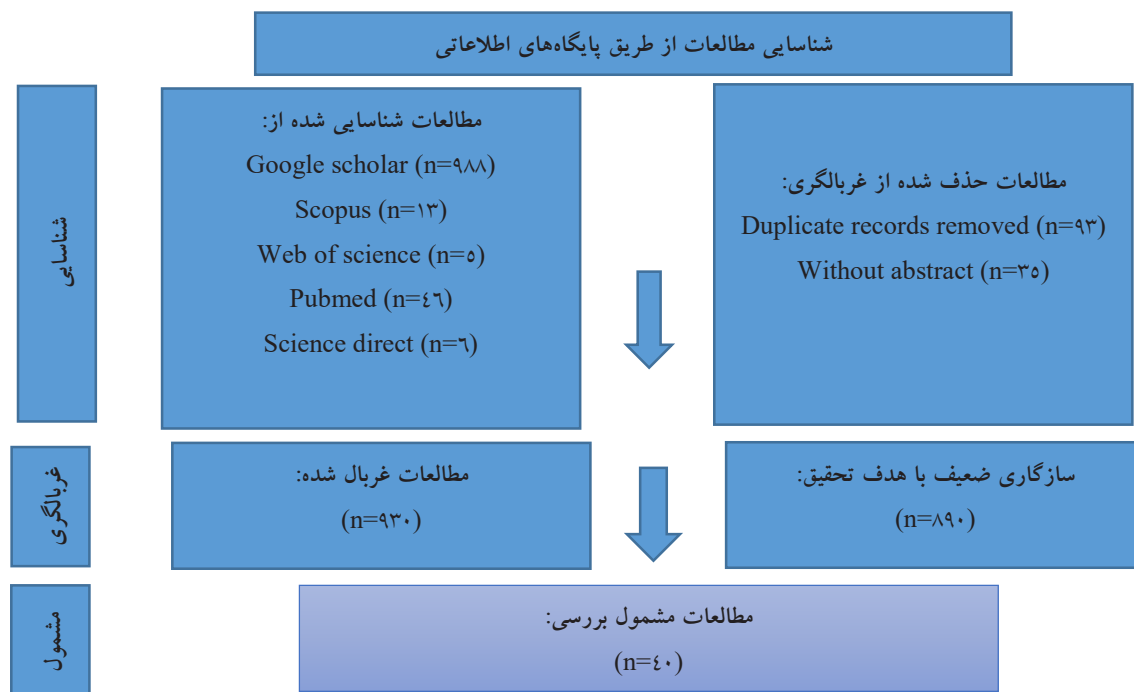 شناسایی مطالعات از طریق پایگاه‌های اطلاعاتی
شناسایی
مطالعات شناسایی شده از:
Google scholar (n=۹۸۸)
Scopus (n=۱۳)
Web of science (n=٥)
Pubmed (n=٤٦)
Science direct (n=٦)
مطالعات حذف شده از غربالگری:
Duplicate records removed (n=۹۳)
Without abstract (n=۳٥)
غربالگری
مطالعات غربال شده:
(n=۹۳۰)
سازگاری ضعیف با هدف تحقیق:
(n=۸۹۰)
مشمول
مطالعات مشمول بررسی:
(n=٤۰)